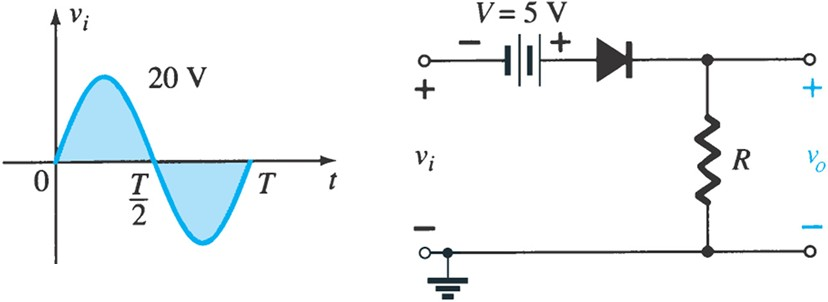 v_i
20 V
0
T/2
T
t
V = 5 V
− +
+ +
v_i
R
v_o
− −